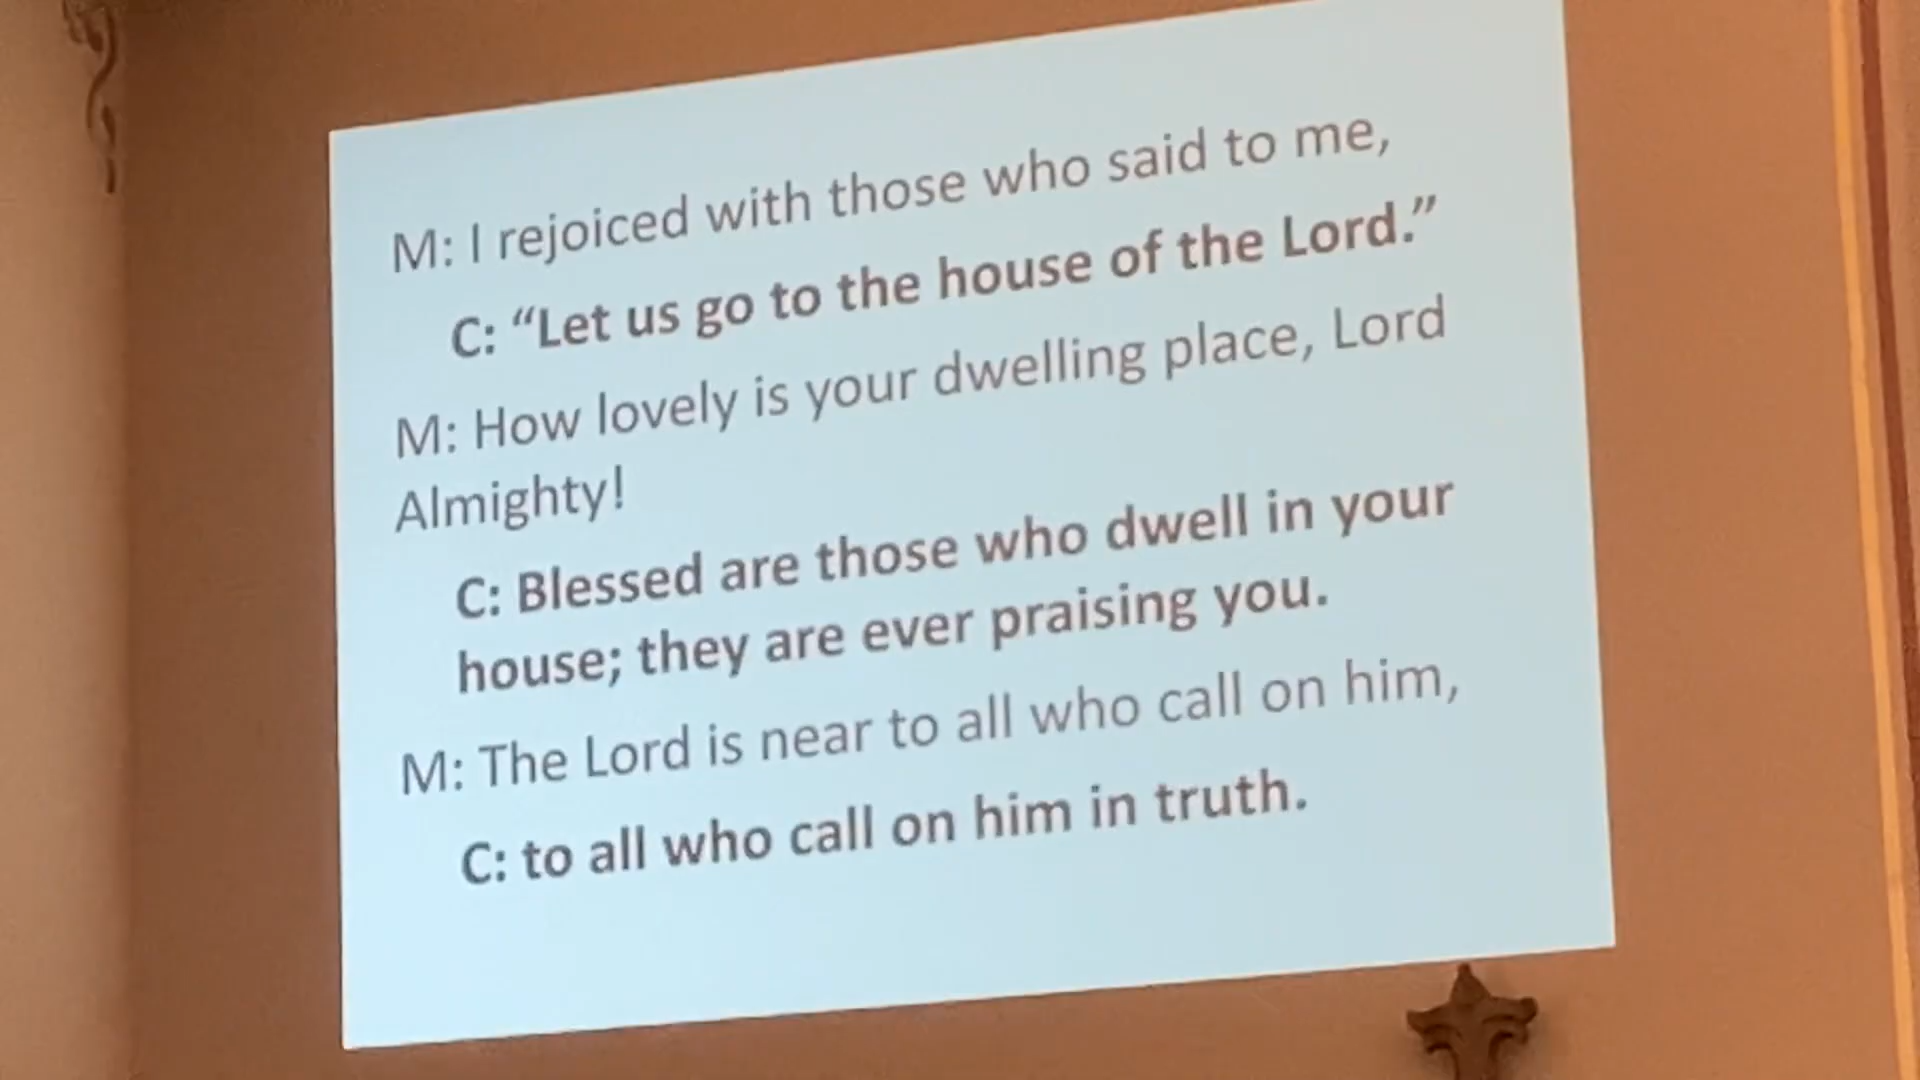 M: I rejoiced with those who said to me,
C: “Let us go to the house of the Lord.”
M: How lovely is your dwelling place, Lord
Almighty!
C: Blessed are those who dwell in your
house; they are ever praising you.
M: The Lord is near to all who call on him,
C: to all who call on him in truth.